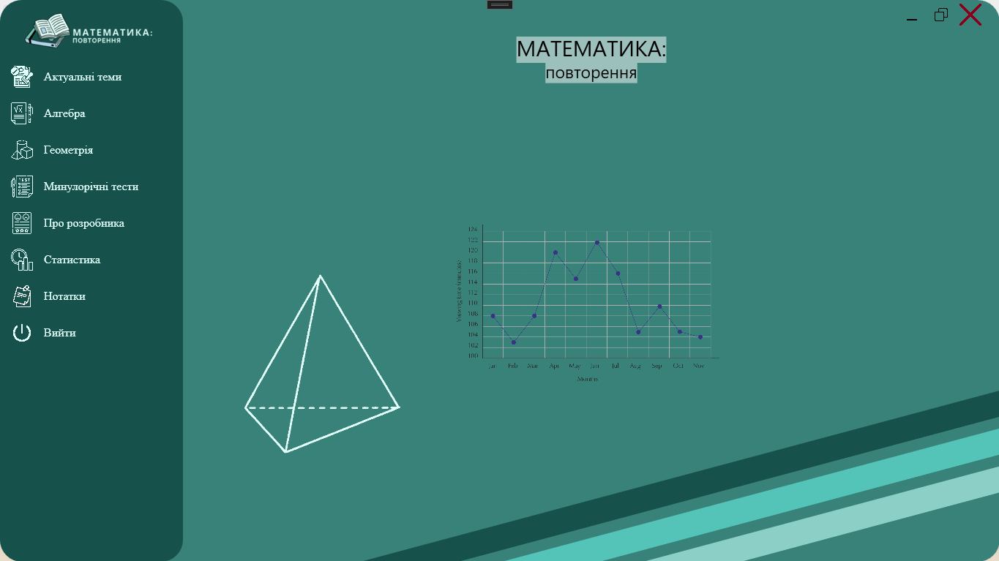 МАТЕМАТИКА:
ПОВТОРЕННЯ
Актуальні теми
Алгебра
Геометрія
TEST
Минулорічні тести
Про розробника
Статистика
Нотатки
Вийти
МАТЕМАТИКА:
повторення
124
122
120
118
116
114
112
110
108
106
104
102
100
Viewing time (minutes)
Jan Feb Mar Apr May Jun Jul Aug Sep Oct Nov
Months